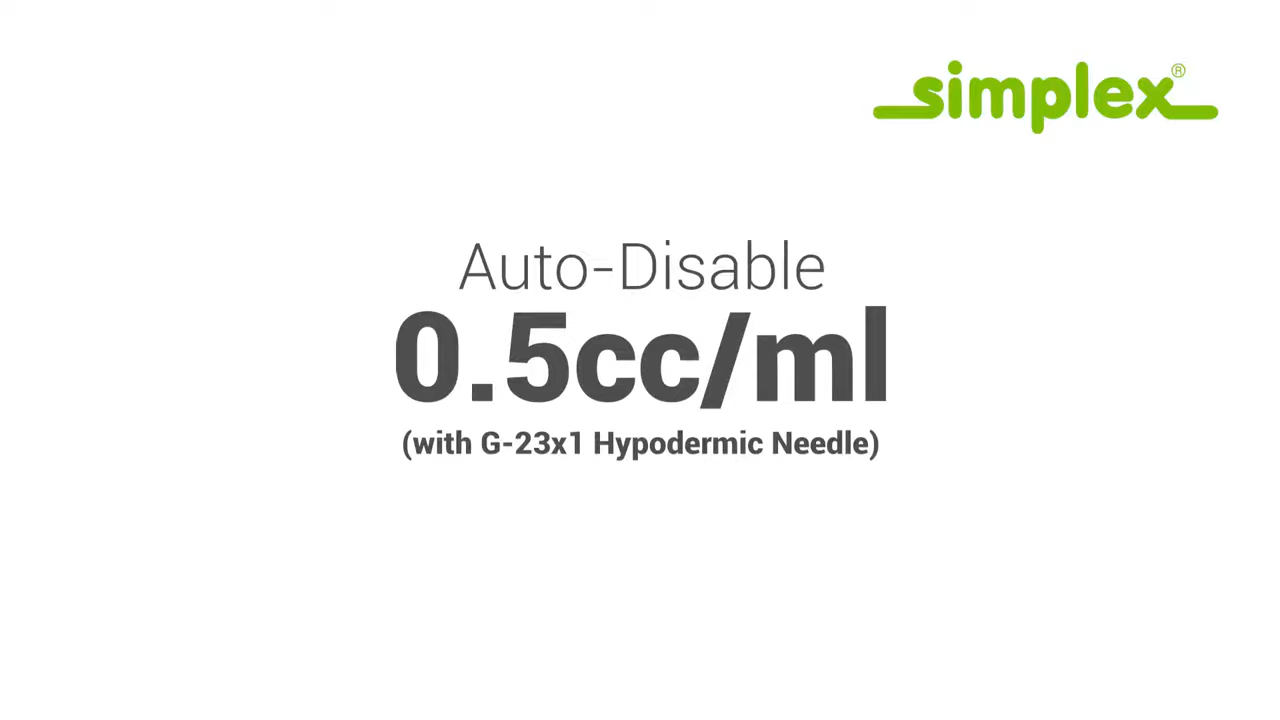 simplex®
Auto-Disable
0.5cc/ml
(with G-23x1 Hypodermic Needle)